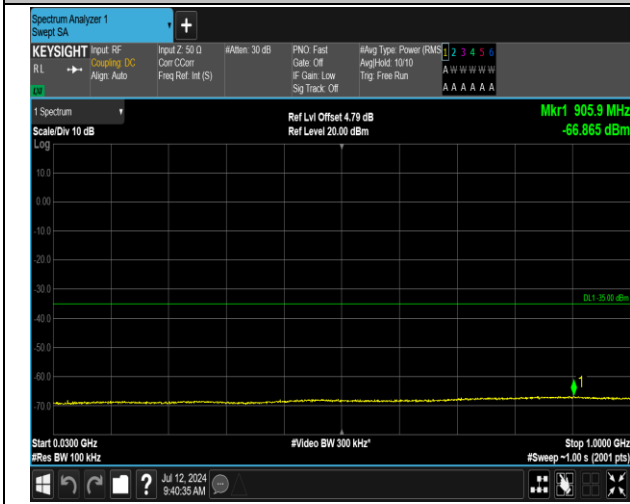 Spectrum Analyzer 1
Swept SA
+
KEYSIGHT Input: RF Input Z: 50 Ω #Atten: 30 dB PNO: Fast #Avg Type: Power (RMS 1 2 3 4 5 6
RL Coupling: DC Corr CCorr Gate: Off Avg|Hold: 10/10 A W W W W W
Align: Auto Freq Ref: Int (S) IF Gain: Low Trig: Free Run
Sig Track: Off A A A A A A
1 Spectrum Ref Lvl Offset 4.79 dB Mkr1 905.9 MHz
Scale/Div 10 dB Ref Level 20.00 dBm -66.865 dBm
Log
10.0
0.00
-10.0
-20.0
-30.0
DL1 -35.00 dBm
-40.0
-50.0
-60.0
1
-70.0
Start 0.0300 GHz #Video BW 300 kHz* Stop 1.0000 GHz
#Res BW 100 kHz #Sweep ~1.00 s (2001 pts)
? Jul 12, 2024
9:40:35 AM